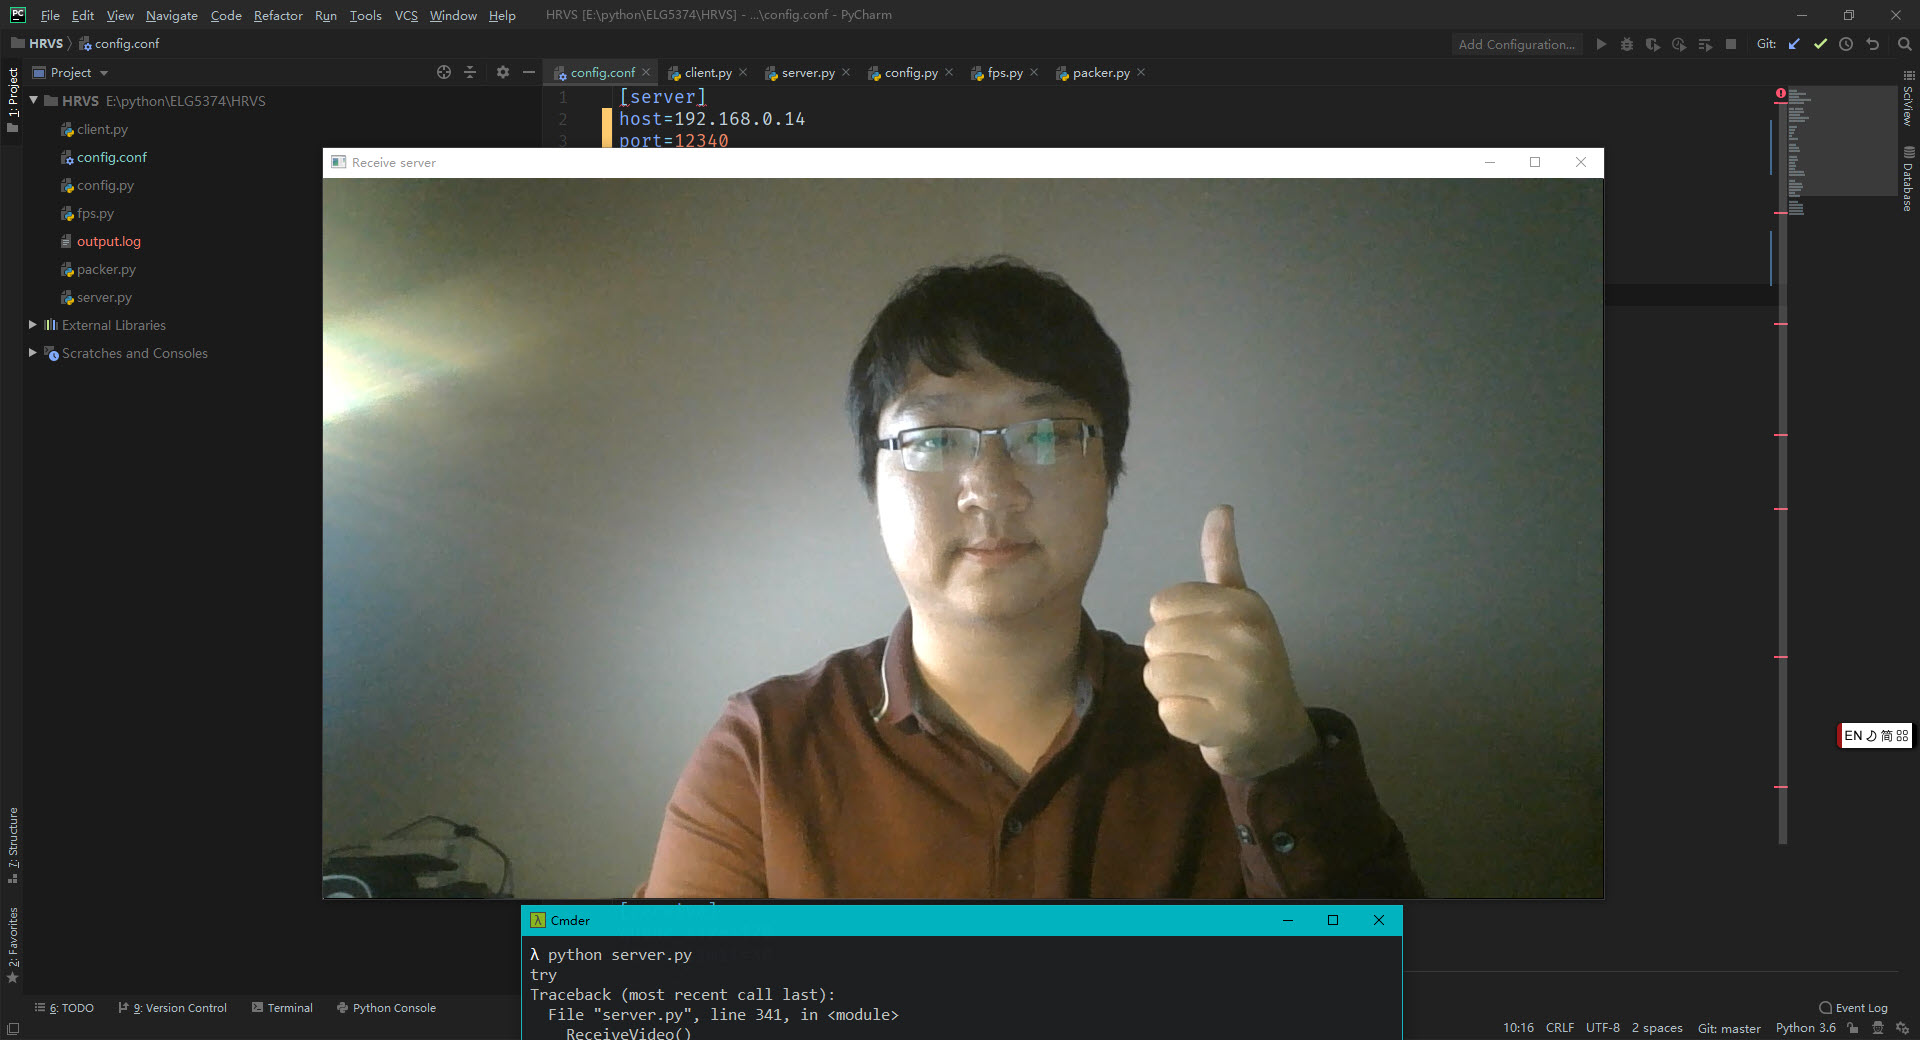 PC File Edit View Navigate Code Refactor Run Tools VCS Window Help HRVS [E:\python\ELG5374\HRVS] - ...\config.conf - PyCharm
HRVS config.conf
Add Configuration... Git:
1: Project
Project
config.conf client.py server.py config.py fps.py packer.py
HRVS E:\python\ELG5374\HRVS
client.py
config.conf
config.py
fps.py
output.log
packer.py
server.py
External Libraries
Scratches and Consoles
1 [server]
2 host=192.168.0.14
3 port=12340
Receive server
SciView
Database
EN 简
7: Structure
2: Favorites
λ Cmder
λ python server.py
try
Traceback (most recent call last):
File "server.py", line 341, in <module>
ReceiveVideo()
6: TODO 9: Version Control Terminal Python Console
Event Log
10:16 CRLF UTF-8 2 spaces Git: master Python 3.6